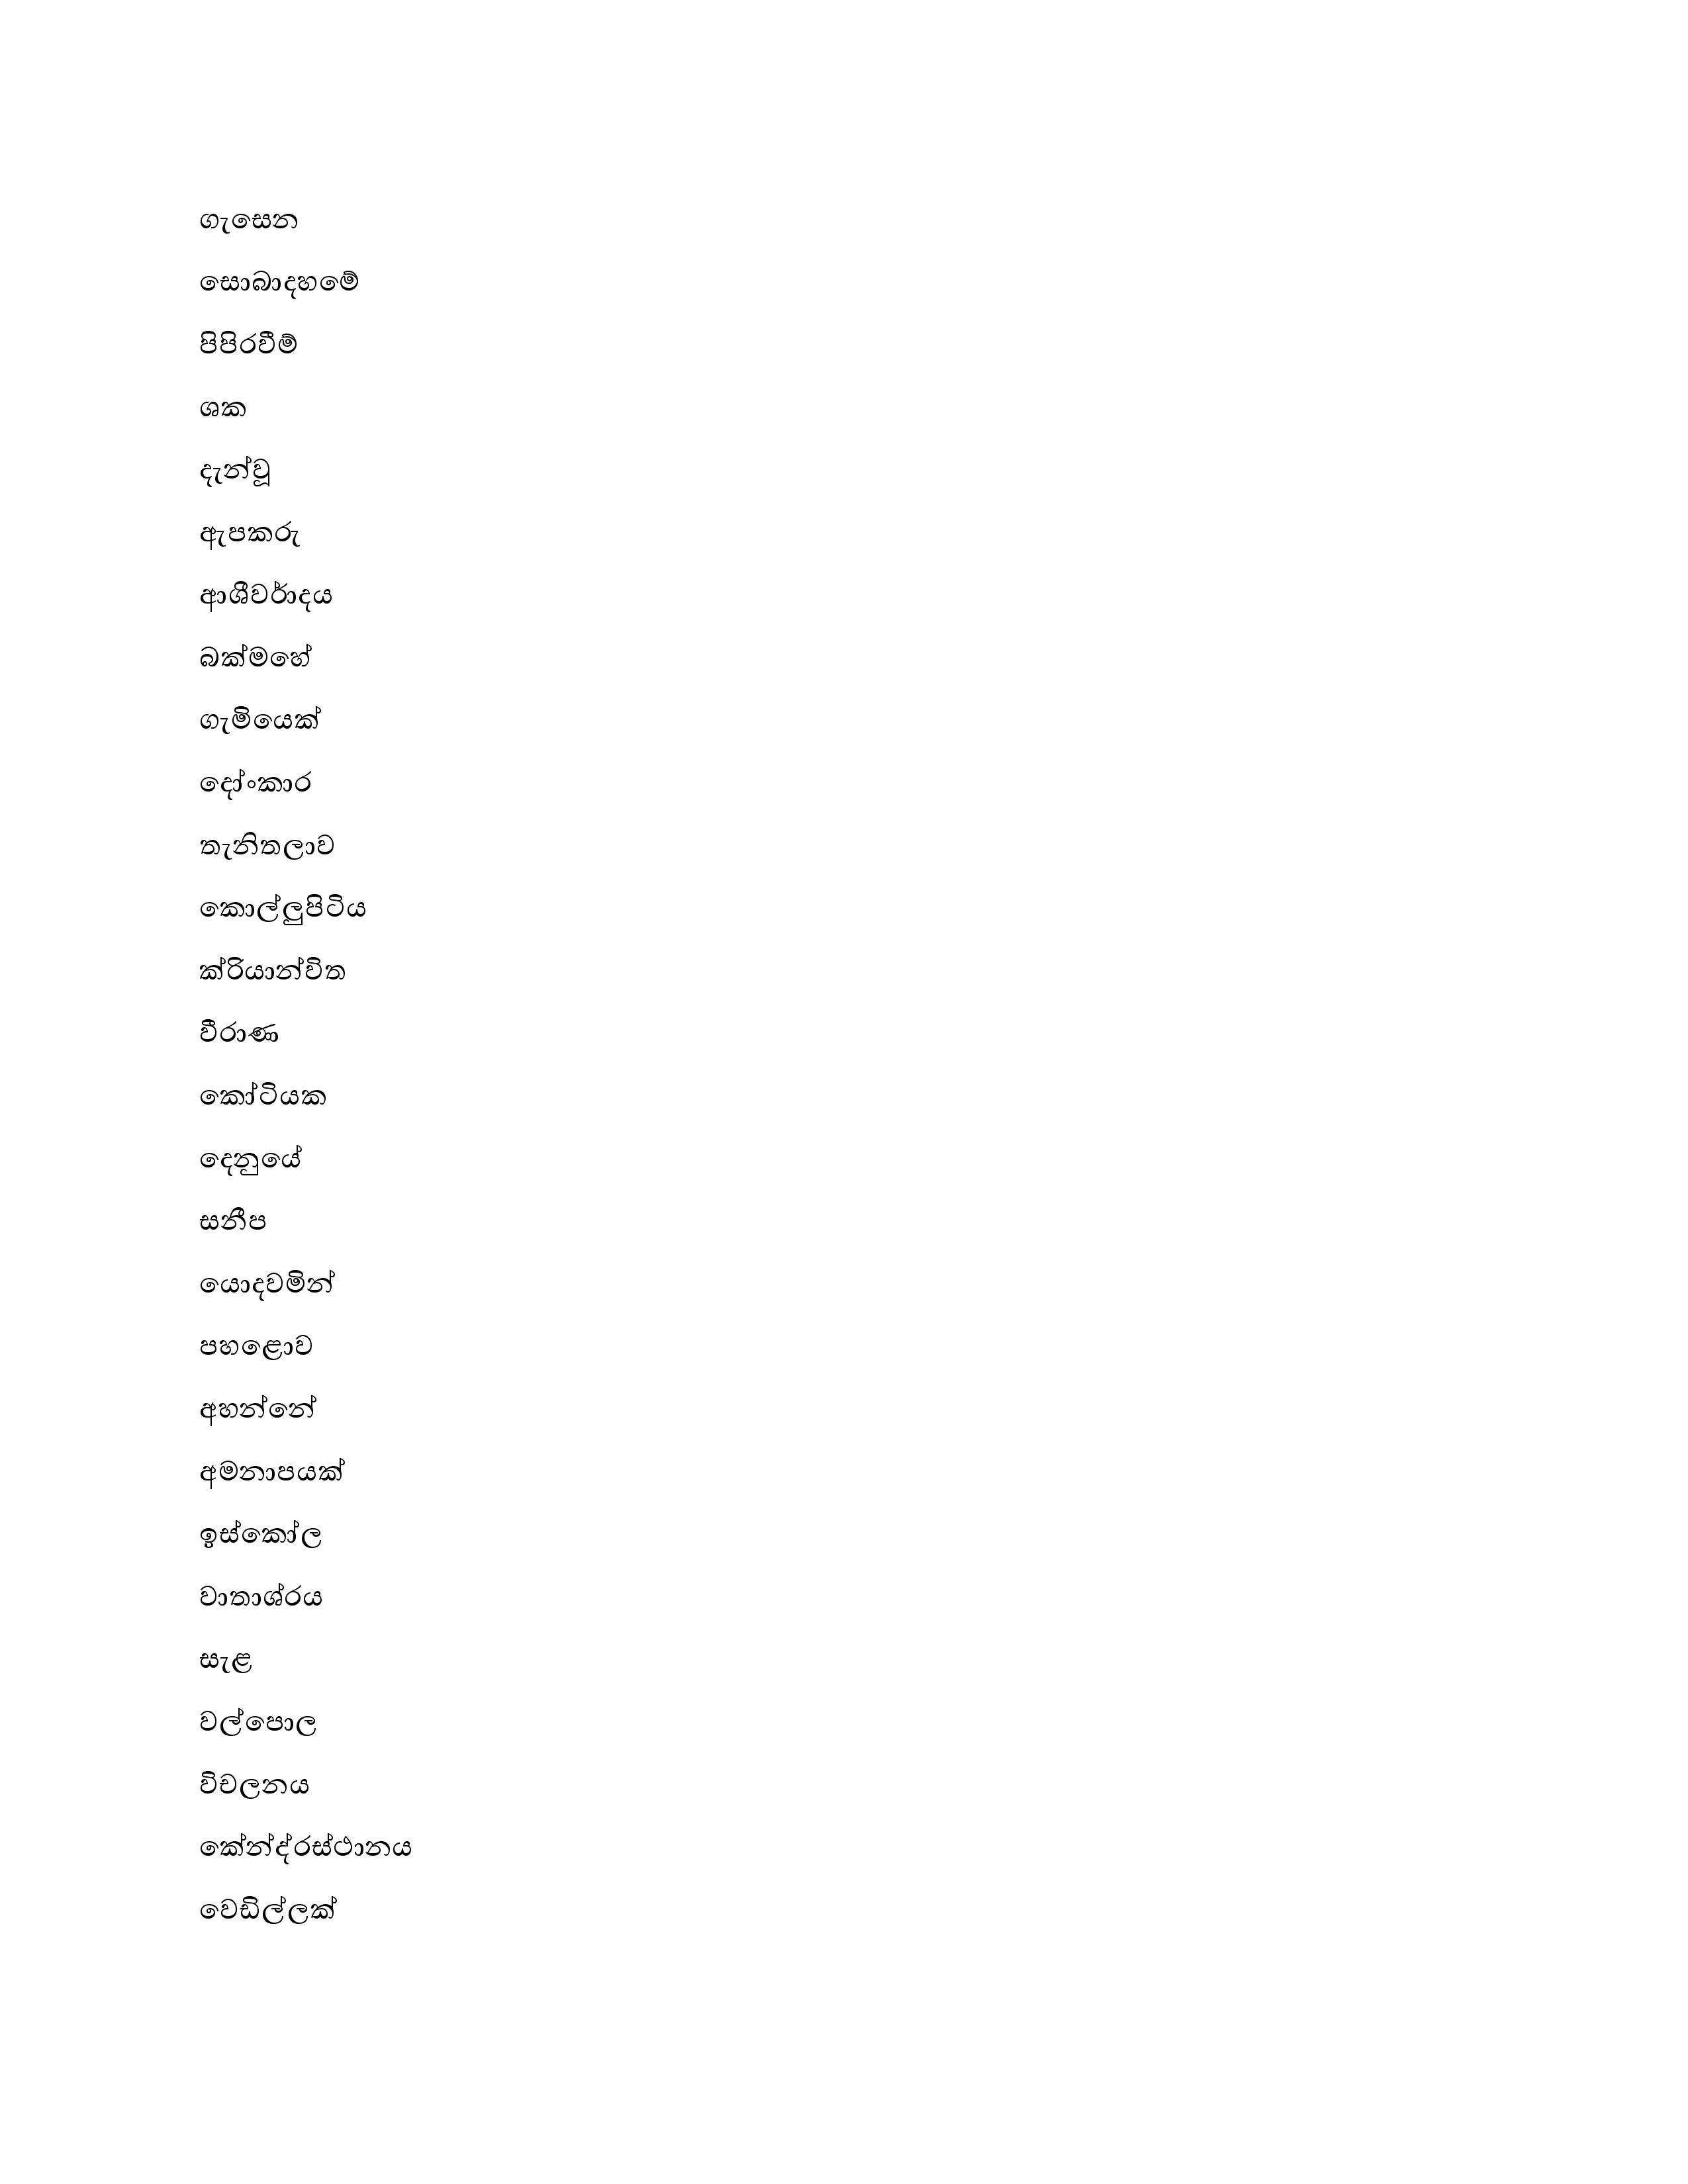 ගැසෙන
සොබාදහමේ
පිපිරවීම්
ශක
දැන්වූ
ඇපකරු
ආශීර්වාදය
බක්මහේ
ගැමියෙක්
දෝංකාර
තැනිතලාව
කොල්ලුපිටිය
ක්රියාන්විත
වීරාණ
කෝටියක
දෙනුයේ
සනීප
යොදවමින්
පහළොව
අහන්නේ
අමනාපයක්
ඉස්කෝල
වාතාශ්රය
සැළ
වල්පොල
විචලනය
කේන්ද්රස්ථානය
වෙඩිල්ලක්